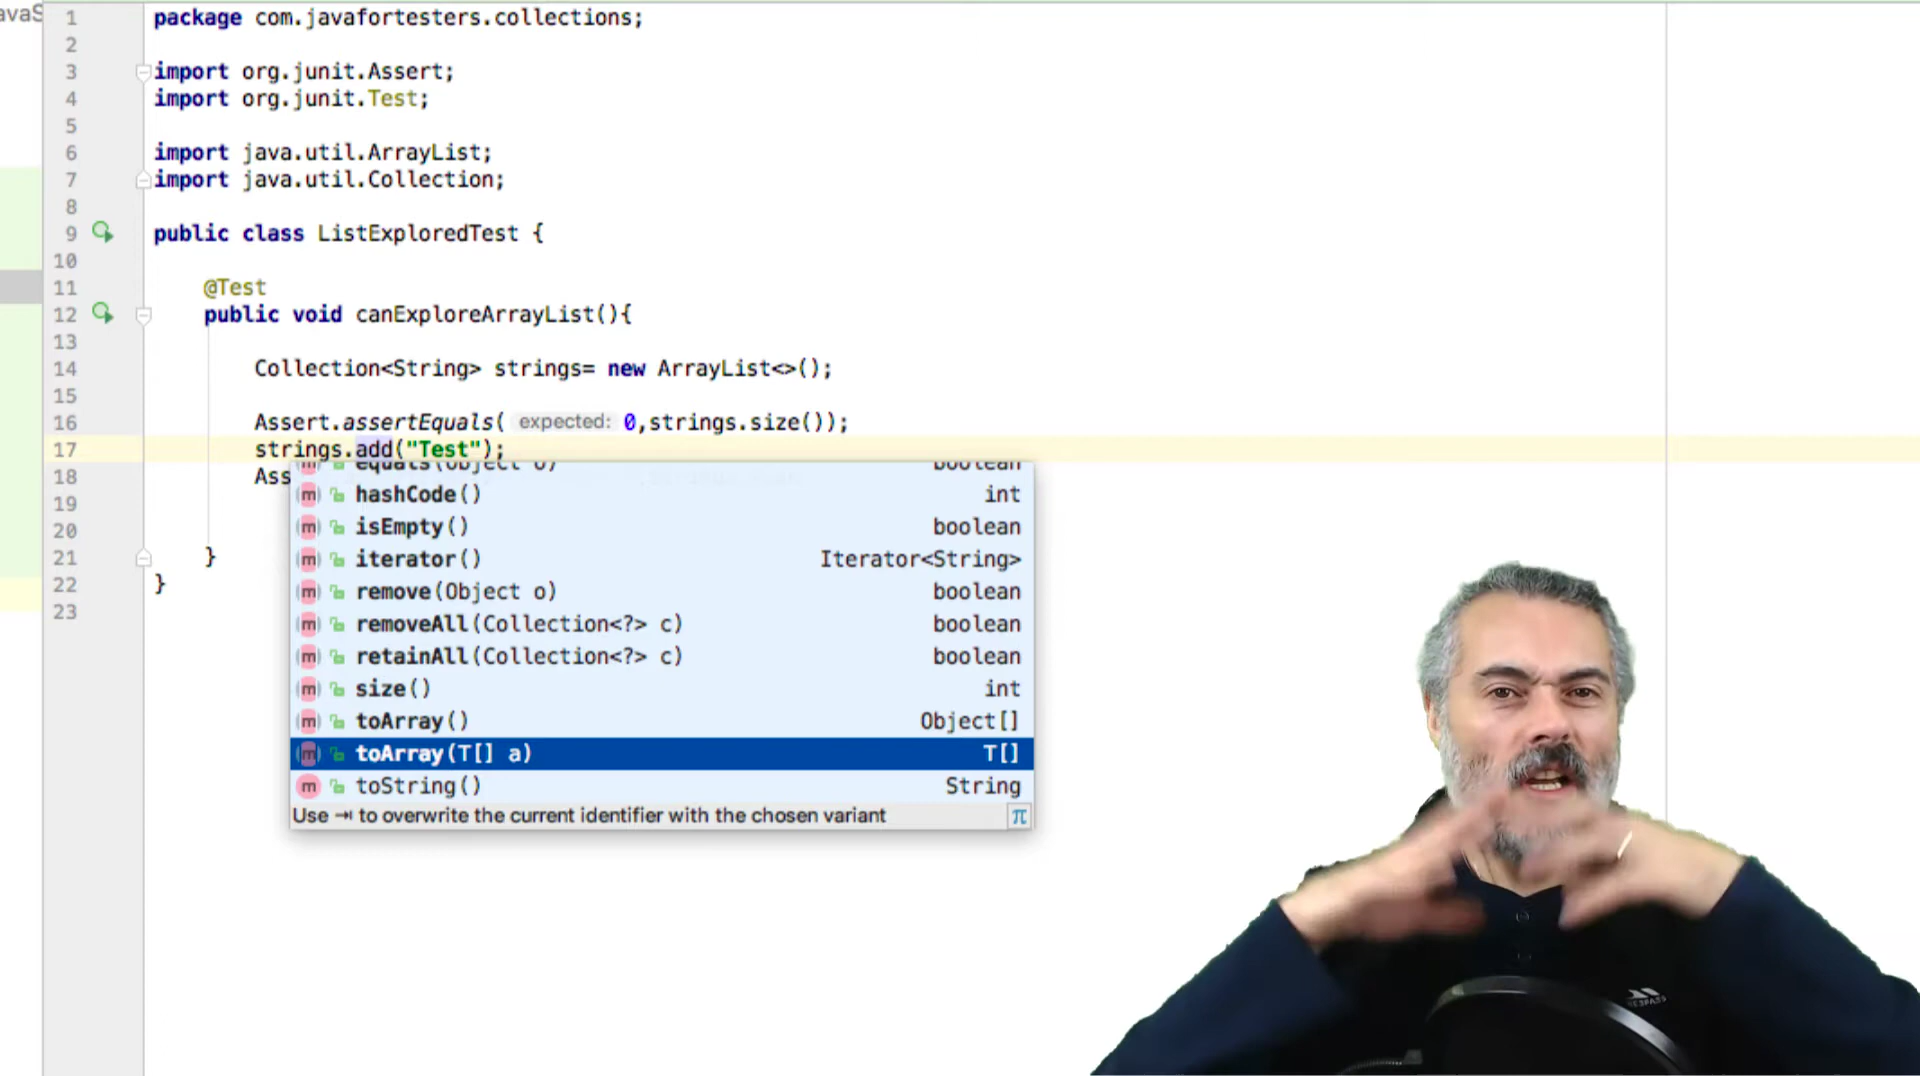 avaS
1 package com.javafortesters.collections;
2
3 import org.junit.Assert;
4 import org.junit.Test;
5
6 import java.util.ArrayList;
7 import java.util.Collection;
8
9 public class ListExploredTest {
10
11 @Test
12 public void canExploreArrayList(){
13
14 Collection<String> strings= new ArrayList<>();
15
16 Assert.assertEquals( expected: 0,strings.size());
17 strings.add("Test");
18 Ass
19
20
21 }
22 }
23
equals(Object o) boolean
m hashCode() int
m isEmpty() boolean
m iterator() Iterator<String>
m remove(Object o) boolean
m removeAll(Collection<?> c) boolean
m retainAll(Collection<?> c) boolean
m size() int
m toArray() Object[]
m toArray(T[] a) T[]
m toString() String
Use ⇥ to overwrite the current identifier with the chosen variant π